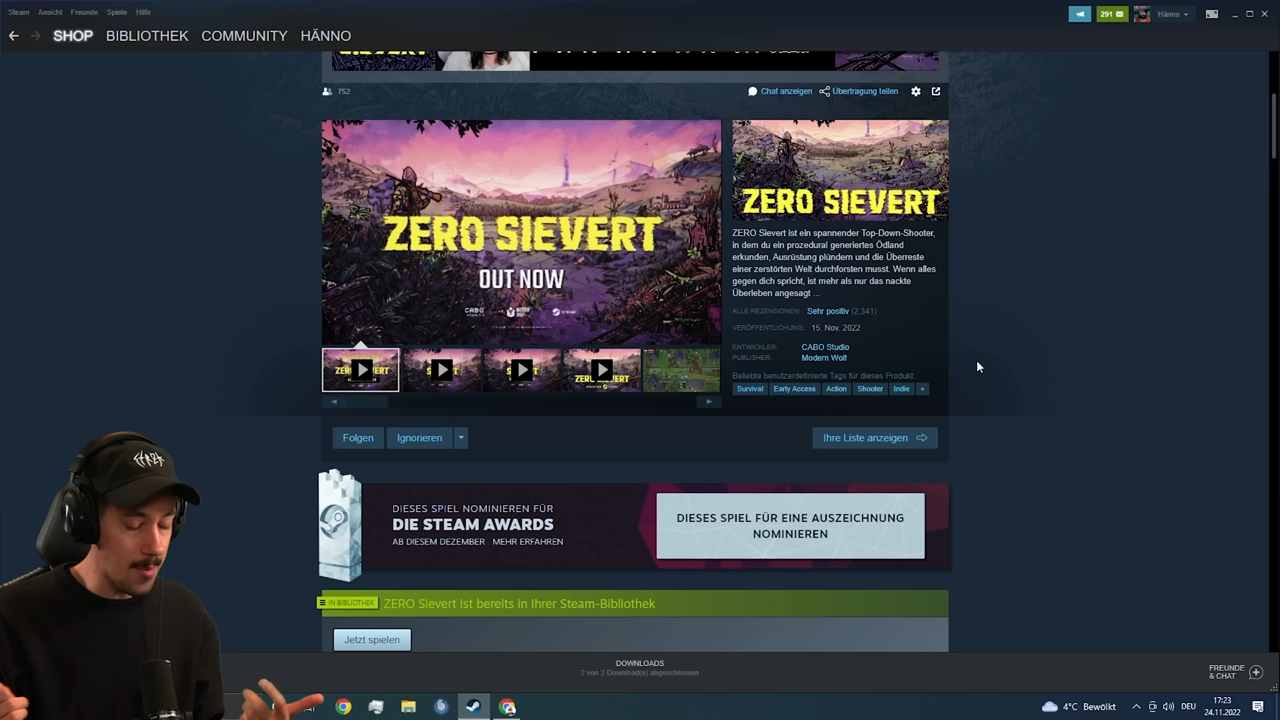 Steam Ansicht Freunde Spiele Hilfe
291
Hänno
SHOP BIBLIOTHEK COMMUNITY HÄNNO
752
Chat anzeigen Übertragung teilen
ZERO SIEVERT
OUT NOW
CABO
STEAM
ZERO SIEVERT
ZERO Sievert ist ein spannender Top-Down-Shooter,
in dem du ein prozedural generiertes Ödland
erkunden, Ausrüstung plündern und die Überreste
einer zerstörten Welt durchforsten musst. Wenn alles
gegen dich spricht, ist mehr als nur das nackte
Überleben angesagt ...
ALLE REZENSIONEN: Sehr positiv (2,341)
VERÖFFENTLICHUNG: 15. Nov. 2022
ENTWICKLER: CABO Studio
PUBLISHER: Modern Wolf
Beliebte benutzerdefinierte Tags für dieses Produkt:
Survival Early Access Action Shooter Indie +
Folgen Ignorieren Ihre Liste anzeigen
DIESES SPIEL NOMINIEREN FÜR
DIE STEAM AWARDS
AB DIESEM DEZEMBER MEHR ERFAHREN
DIESES SPIEL FÜR EINE AUSZEICHNUNG
NOMINIEREN
IN BIBLIOTHEK ZERO Sievert ist bereits in Ihrer Steam-Bibliothek
Jetzt spielen
DOWNLOADS
2 von 2 Download(s) abgeschlossen
FREUNDE
& CHAT
4°C Bewölkt DEU 17:23
24.11.2022